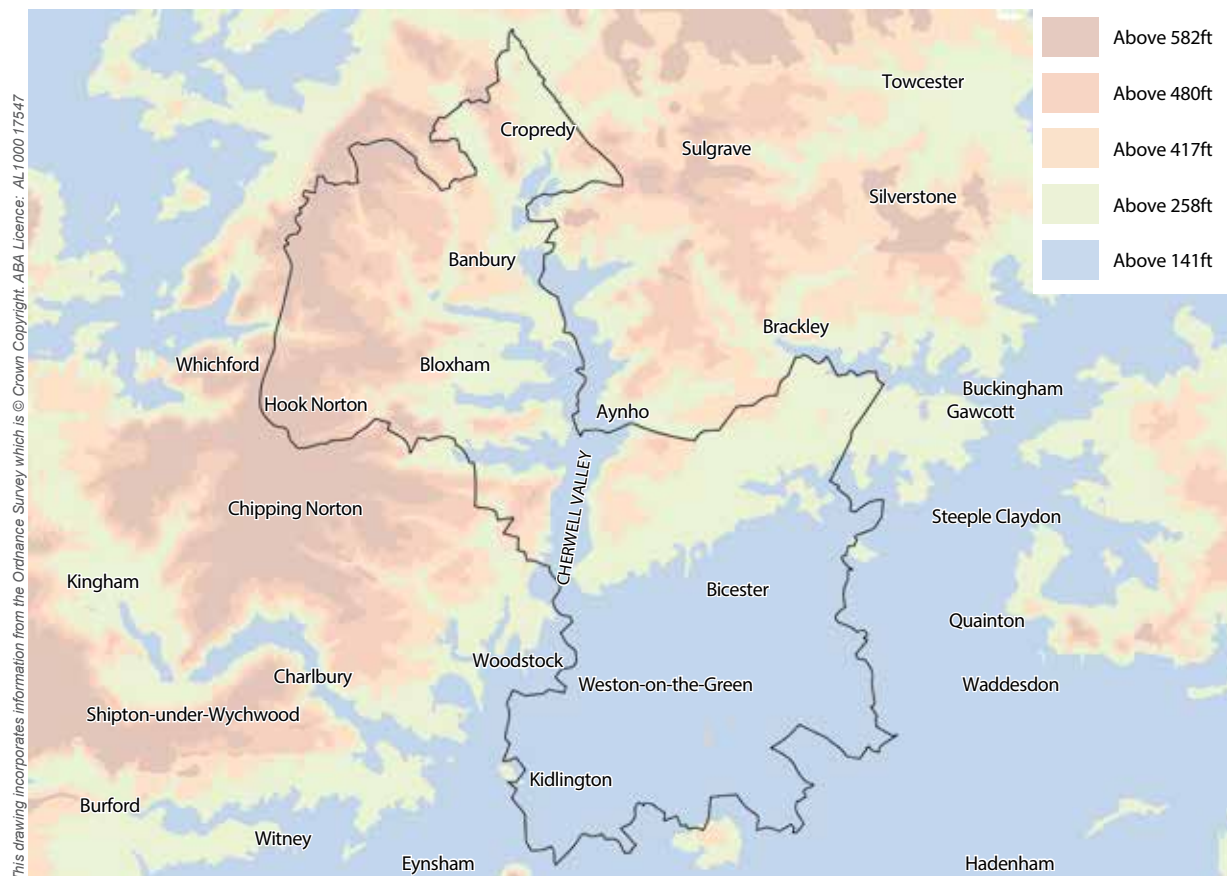 This drawing incorporates information from the Ordnance Survey which is © Crown Copyright. ABA Licence: AL1000 17547
Above 582ft
Above 480ft
Above 417ft
Above 258ft
Above 141ft
Towcester
Cropredy
Sulgrave
Silverstone
Banbury
Brackley
Whichford
Bloxham
Buckingham
Hook Norton
Aynho
Gawcott
CHERWELL VALLEY
Chipping Norton
Steeple Claydon
Kingham
Bicester
Quainton
Woodstock
Charlbury
Weston-on-the-Green
Waddesdon
Shipton-under-Wychwood
Kidlington
Burford
Witney
Eynsham
Hadenham